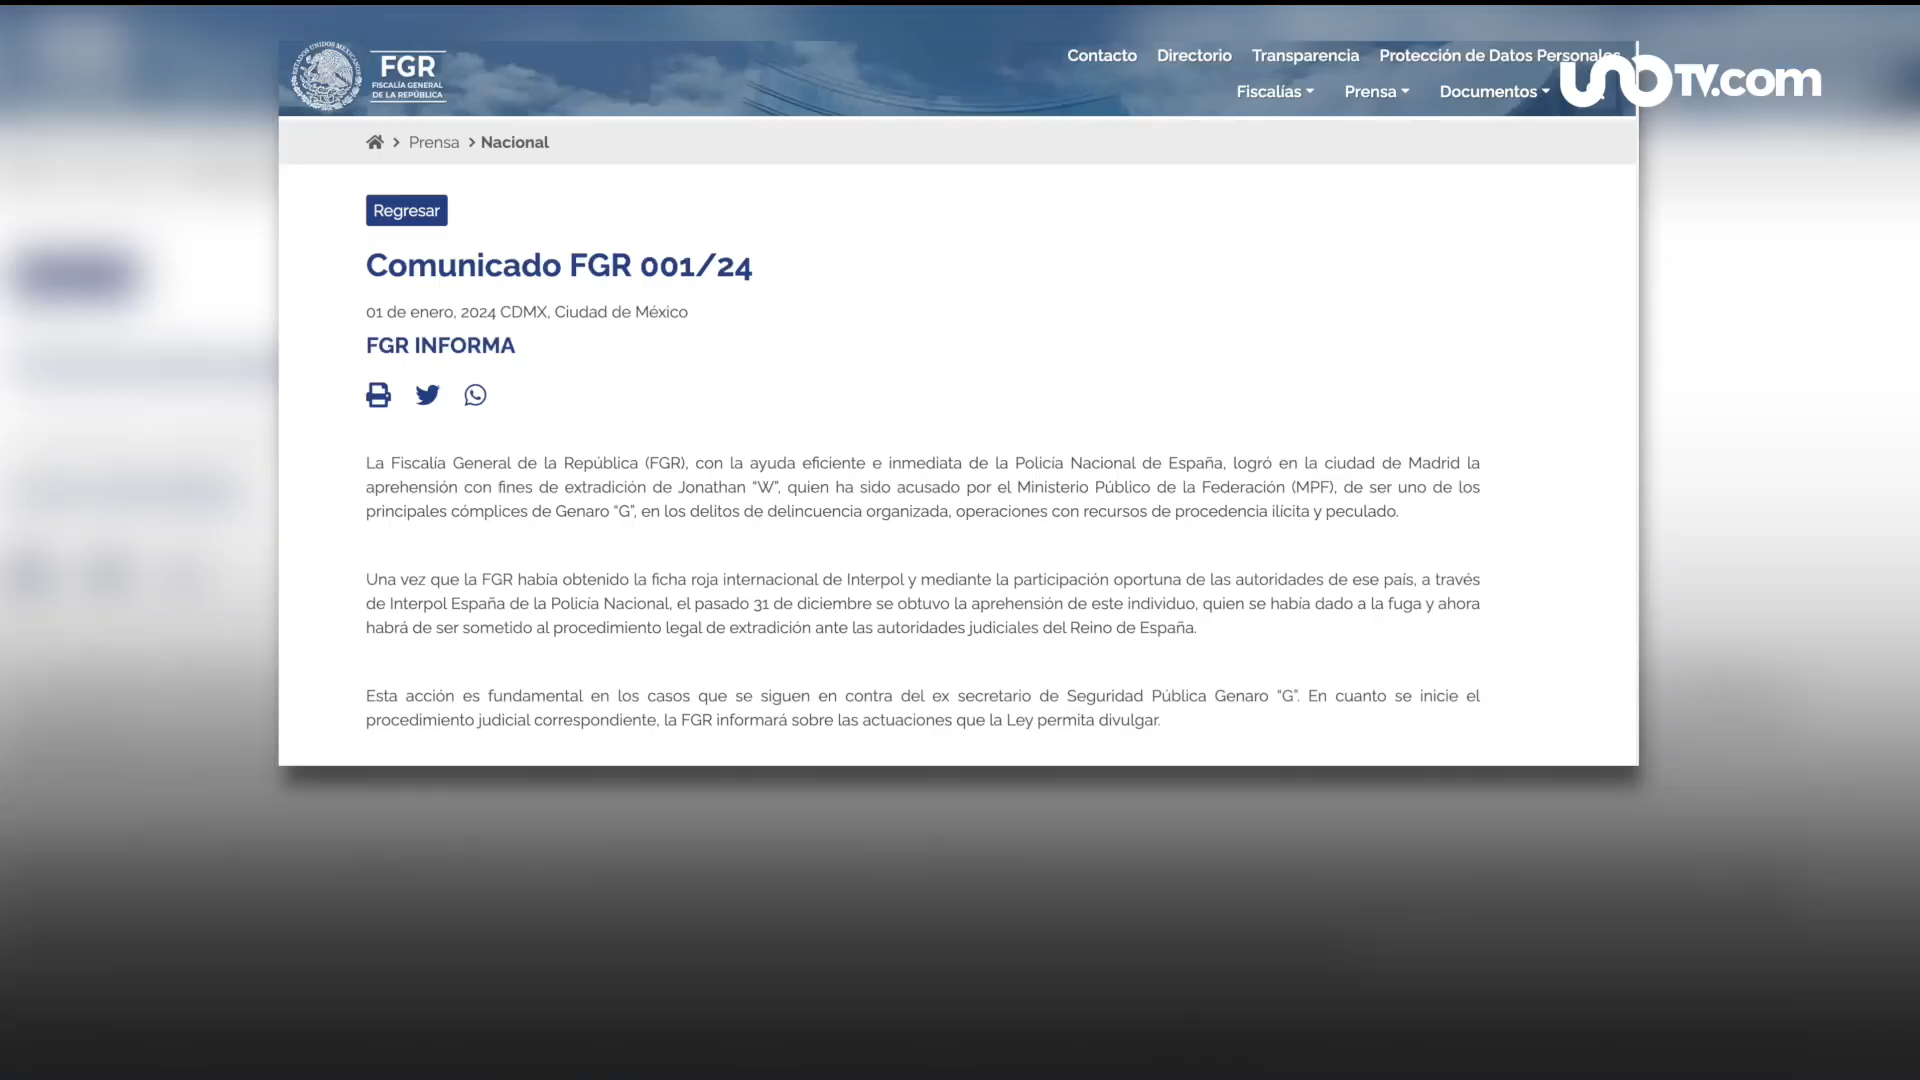 ESTADOS UNIDOS MEXICANOS
FGR
FISCALÍA GENERAL
DE LA REPÚBLICA
Contacto Directorio Transparencia Protección de Datos Personales
Fiscalías Prensa Documentos
UNOTV.com
Prensa > Nacional
Regresar
Comunicado FGR 001/24
01 de enero, 2024 CDMX, Ciudad de México
FGR INFORMA
La Fiscalía General de la República (FGR), con la ayuda eficiente e inmediata de la Policía Nacional de España, logró en la ciudad de Madrid la
aprehensión con fines de extradición de Jonathan “W”, quien ha sido acusado por el Ministerio Público de la Federación (MPF), de ser uno de los
principales cómplices de Genaro “G”, en los delitos de delincuencia organizada, operaciones con recursos de procedencia ilícita y peculado.
Una vez que la FGR había obtenido la ficha roja internacional de Interpol y mediante la participación oportuna de las autoridades de ese país, a través
de Interpol España de la Policía Nacional, el pasado 31 de diciembre se obtuvo la aprehensión de este individuo, quien se había dado a la fuga y ahora
habrá de ser sometido al procedimiento legal de extradición ante las autoridades judiciales del Reino de España.
Esta acción es fundamental en los casos que se siguen en contra del ex secretario de Seguridad Pública Genaro “G”. En cuanto se inicie el
procedimiento judicial correspondiente, la FGR informará sobre las actuaciones que la Ley permita divulgar.